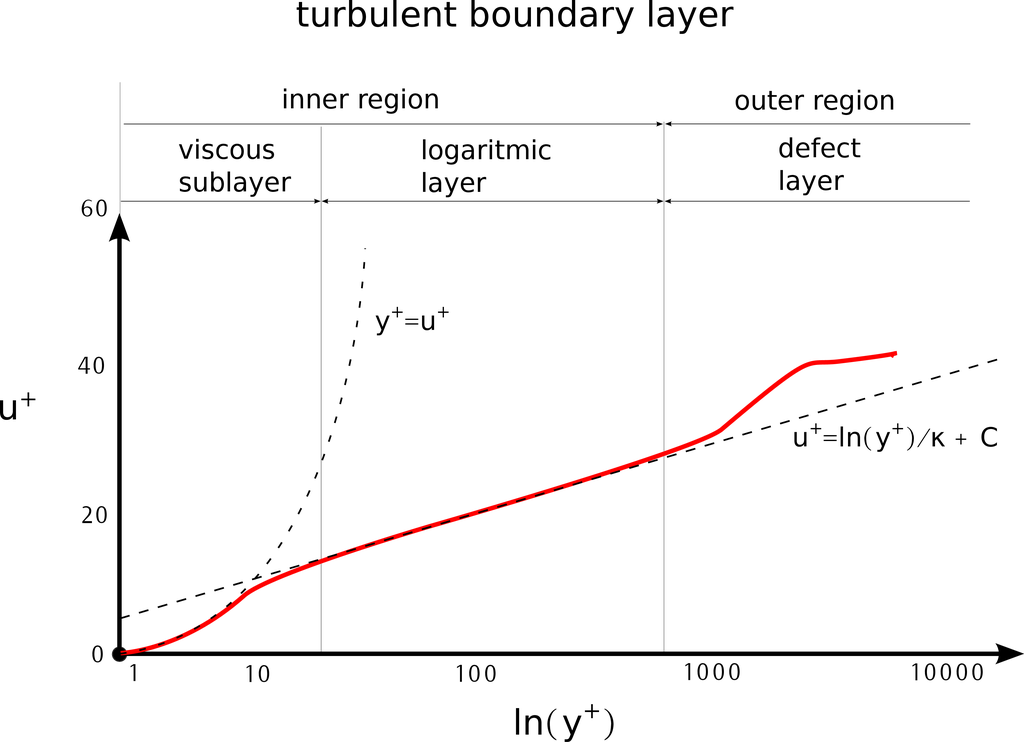 turbulent boundary layer
inner region
outer region
viscous
sublayer
logaritmic
layer
defect
layer
60
y⁺=u⁺
40
u⁺
u⁺=ln(y⁺)/κ + C
20
0
1
10
100
1000
10000
ln(y⁺)